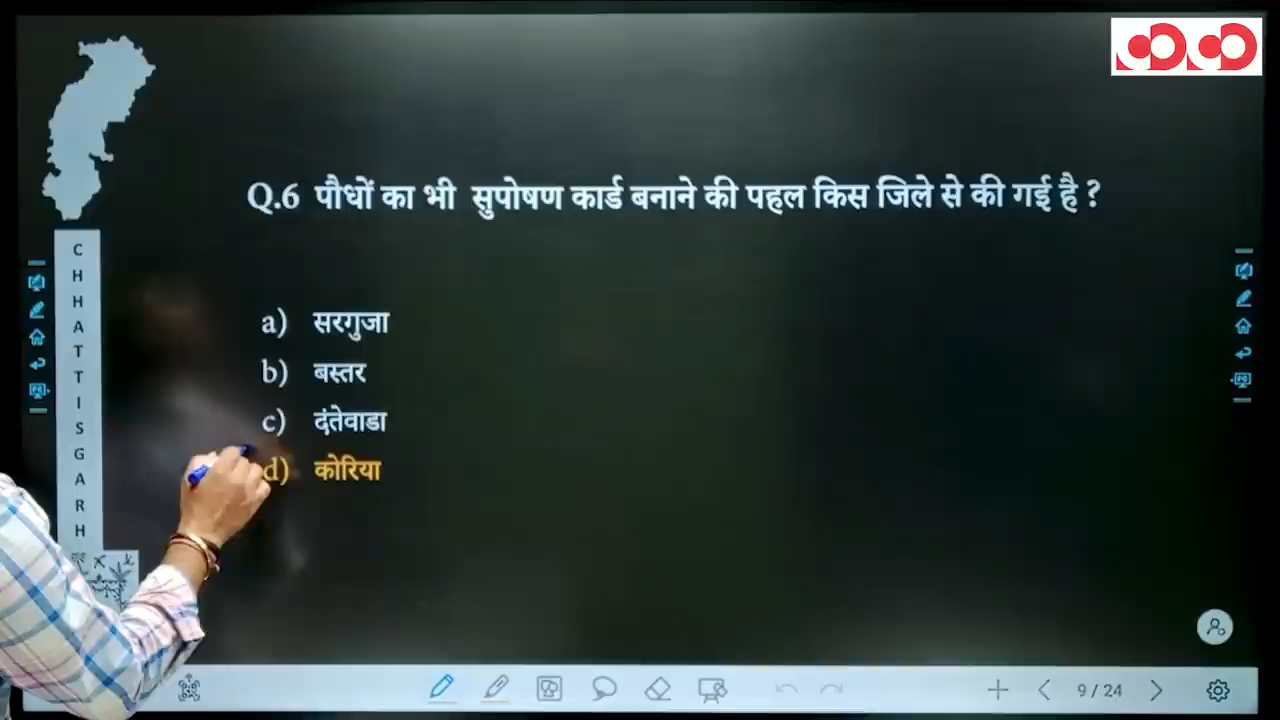 Q.6 पौधों का भी सुपोषण कार्ड बनाने की पहल किस जिले से की गई है ?
a) सरगुजा
b) बस्तर
c) दंतेवाडा
d) कोरिया
CHHATTISGARH
9 / 24